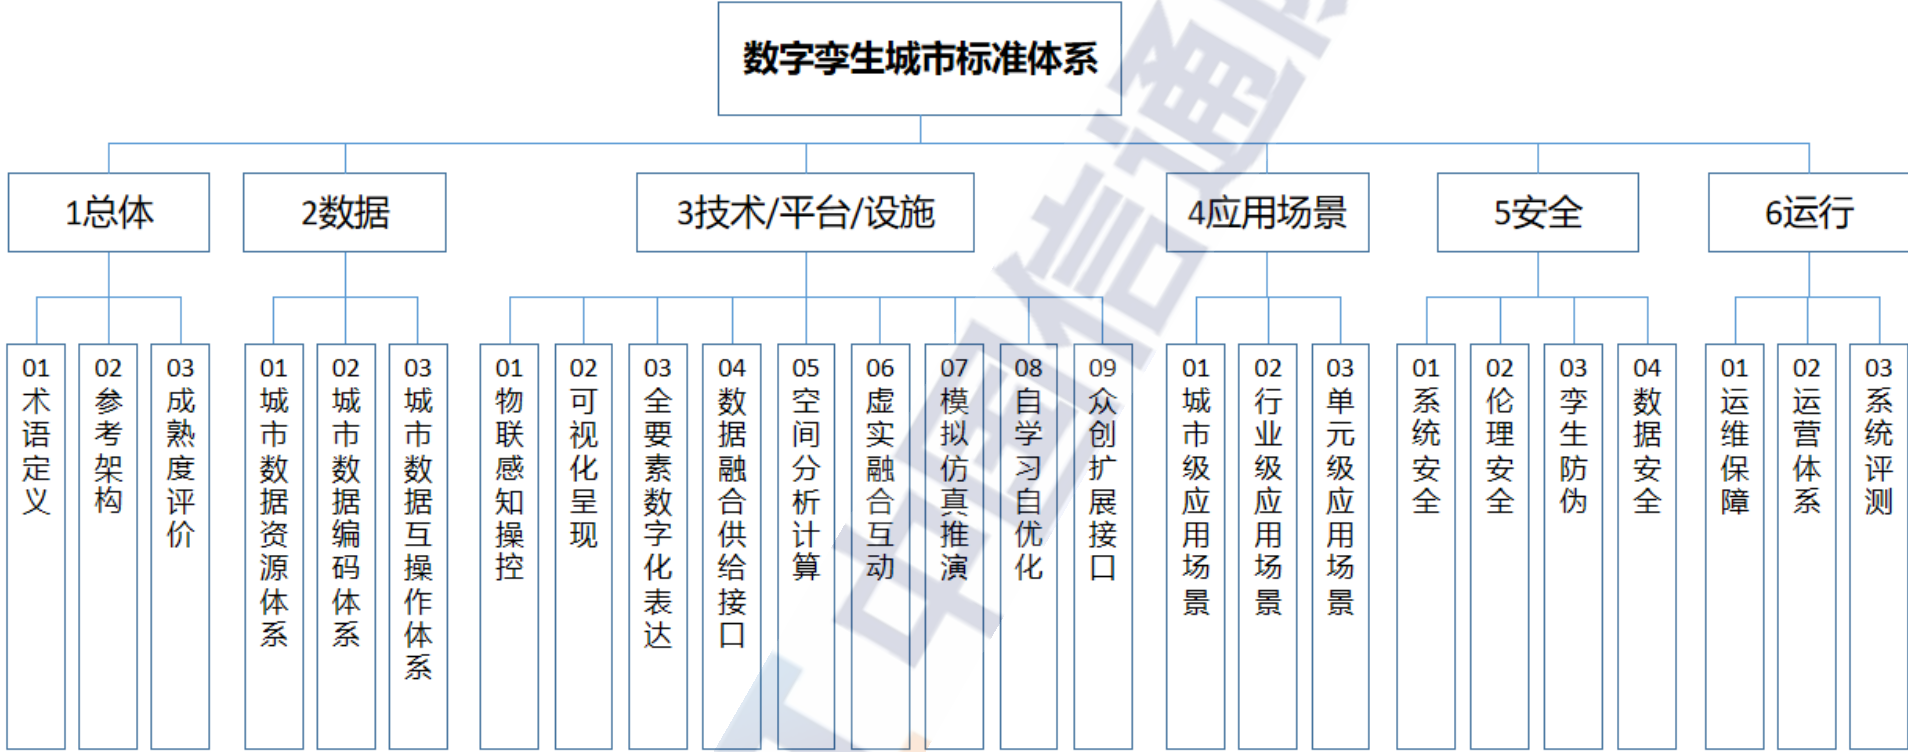 数字孪生城市标准体系
1总体
2数据
3技术/平台/设施
4应用场景
5安全
6运行
01术语定义
02参考架构
03成熟度评价
01城市数据资源体系
02城市数据编码体系
03城市数据互操作体系
01物联感知操控
02可视化呈现
03全要素数字化表达
04数据融合供给接口
05空间分析计算
06虚实融合互动
07模拟仿真推演
08自学习自优化
09众创扩展接口
01城市级应用场景
02行业级应用场景
03单元级应用场景
01系统安全
02伦理安全
03孪生防伪
04数据安全
01运维保障
02运营体系
03系统评测
中国信通